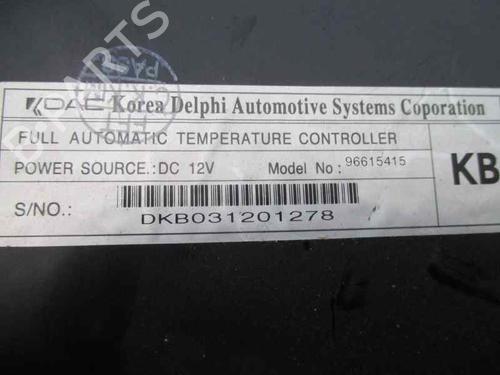 KDAC Korea Delphi Automotive Systems Coporation
FULL AUTOMATIC TEMPERATURE CONTROLLER
POWER SOURCE.: DC 12V Model No : 96615415
KB
S/NO.:
DKB031201278